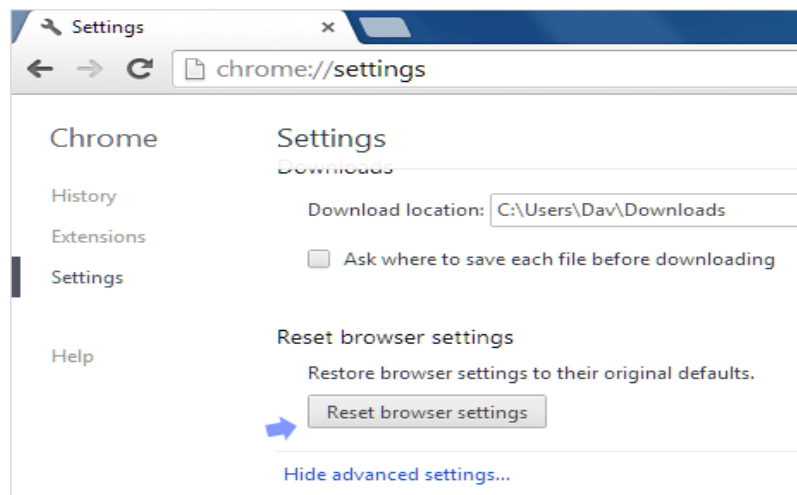 Settings
chrome://settings
Chrome
Settings
Downloads
History
Download location: C:\Users\Dav\Downloads
Extensions
Ask where to save each file before downloading
Settings
Reset browser settings
Help
Restore browser settings to their original defaults.
Reset browser settings
Hide advanced settings...